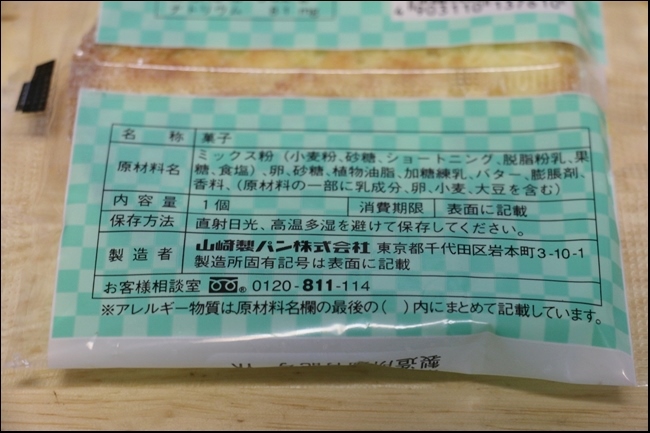 ナトリウム 81mg
4 903110 137610
名称 菓子
原材料名 ミックス粉（小麦粉、砂糖、ショートニング、脱脂粉乳、果
糖、食塩）、卵、砂糖、植物油脂、加糖練乳、バター、膨脹剤、
香料、（原材料の一部に乳成分、卵、小麦、大豆を含む）
内容量 1個 消費期限 表面に記載
保存方法 直射日光、高温多湿を避けて保存してください。
製造者 山崎製パン株式会社 東京都千代田区岩本町3-10-1
製造所固有記号は表面に記載
お客様相談室 ® 0120-811-114
※アレルギー物質は原材料名欄の最後の（ ）内にまとめて記載しています。